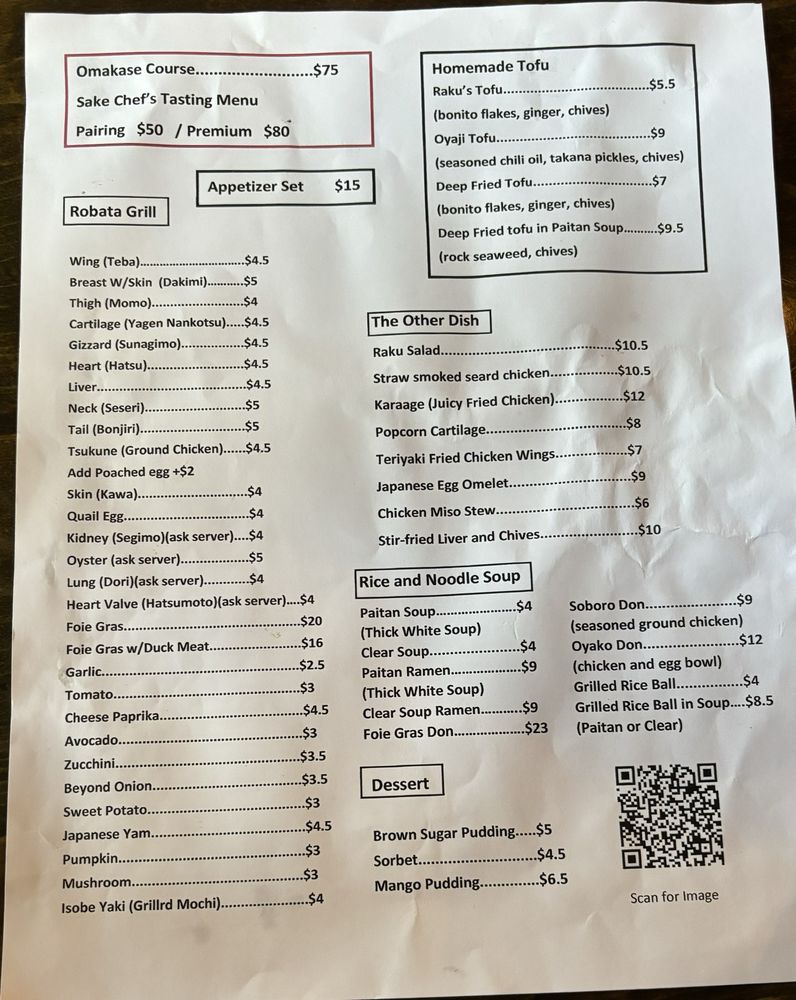 Omakase Course............................$75
Sake Chef's Tasting Menu
Pairing $50 / Premium $80
Appetizer Set $15
Robata Grill
Wing (Teba)..............................$4.5
Breast W/Skin (Dakimi)...........$5
Thigh (Momo)..........................$4
Cartilage (Yagen Nankotsu).....$4.5
Gizzard (Sunagimo)..................$4.5
Heart (Hatsu)............................$4.5
Liver...........................................$4.5
Neck (Seseri).............................$5
Tail (Bonjiri)..............................$5
Tsukune (Ground Chicken)......$4.5
Add Poached egg +$2
Skin (Kawa)...............................$4
Quail Egg...................................$4
Kidney (Segimo)(ask server)....$4
Oyster (ask server)...................$5
Lung (Dori)(ask server)............$4
Heart Valve (Hatsumoto)(ask server)....$4
Foie Gras..................................................$20
Foie Gras w/Duck Meat..........................$16
Garlic.........................................................$2.5
Tomato.....................................................$3
Cheese Paprika........................................$4.5
Avocado...................................................$3
Zucchini....................................................$3.5
Beyond Onion..........................................$3.5
Sweet Potato...........................................$3
Japanese Yam...........................................$4.5
Pumpkin...................................................$3
Mushroom................................................$3
Isobe Yaki (Grillrd Mochi)........................$4
Homemade Tofu
Raku's Tofu.........................................$5.5
(bonito flakes, ginger, chives)
Oyaji Tofu...........................................$9
(seasoned chili oil, takana pickles, chives)
Deep Fried Tofu.................................$7
(bonito flakes, ginger, chives)
Deep Fried tofu in Paitan Soup..........$9.5
(rock seaweed, chives)
The Other Dish
Raku Salad.................................................$10.5
Straw smoked seard chicken...................$10.5
Karaage (Juicy Fried Chicken)...................$12
Popcorn Cartilage.......................................$8
Teriyaki Fried Chicken Wings....................$7
Japanese Egg Omelet..................................$9
Chicken Miso Stew.......................................$6
Stir-fried Liver and Chives...........................$10
Rice and Noodle Soup
Paitan Soup.......................$4
(Thick White Soup)
Clear Soup..........................$4
Paitan Ramen....................$9
(Thick White Soup)
Clear Soup Ramen............$9
Foie Gras Don....................$23
Soboro Don.........................$9
(seasoned ground chicken)
Oyako Don..........................$12
(chicken and egg bowl)
Grilled Rice Ball.................$4
Grilled Rice Ball in Soup....$8.5
(Paitan or Clear)
Dessert
Brown Sugar Pudding.....$5
Sorbet..............................$4.5
Mango Pudding..............$6.5
Scan for Image